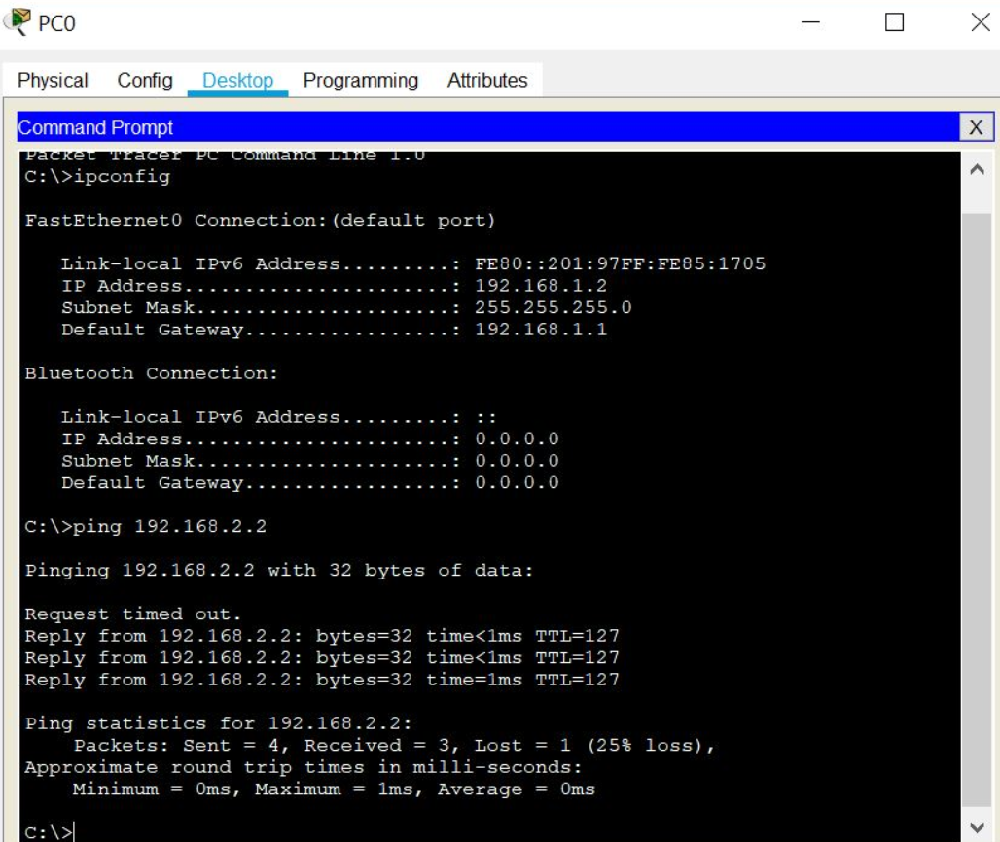 PC0
Physical Config Desktop Programming Attributes
Command Prompt X
Packet Tracer PC Command Line 1.0
C:\>ipconfig
FastEthernet0 Connection:(default port)
Link-local IPv6 Address.........: FE80::201:97FF:FE85:1705
IP Address......................: 192.168.1.2
Subnet Mask.....................: 255.255.255.0
Default Gateway.................: 192.168.1.1
Bluetooth Connection:
Link-local IPv6 Address.........: ::
IP Address......................: 0.0.0.0
Subnet Mask.....................: 0.0.0.0
Default Gateway.................: 0.0.0.0
C:\>ping 192.168.2.2
Pinging 192.168.2.2 with 32 bytes of data:
Request timed out.
Reply from 192.168.2.2: bytes=32 time<1ms TTL=127
Reply from 192.168.2.2: bytes=32 time<1ms TTL=127
Reply from 192.168.2.2: bytes=32 time=1ms TTL=127
Ping statistics for 192.168.2.2:
Packets: Sent = 4, Received = 3, Lost = 1 (25% loss),
Approximate round trip times in milli-seconds:
Minimum = 0ms, Maximum = 1ms, Average = 0ms
C:\>